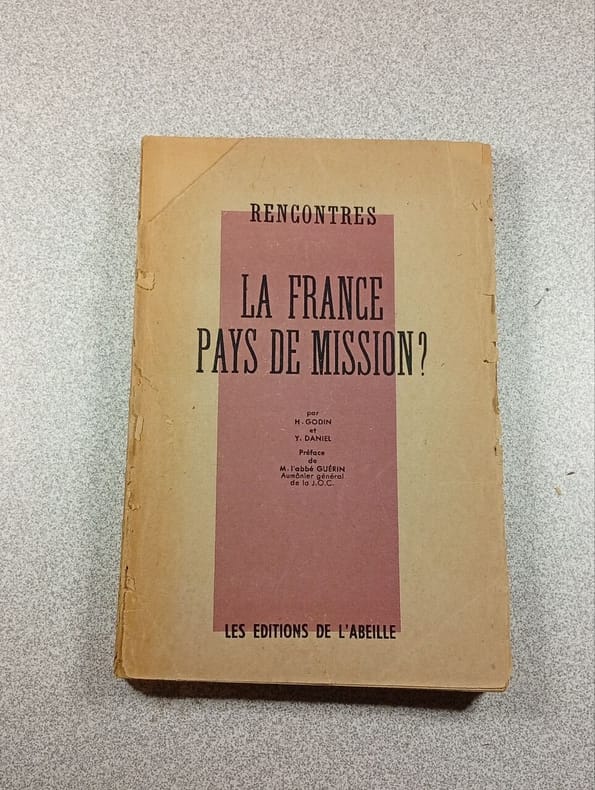 RENCONTRES
LA FRANCE
PAYS DE MISSION?
par
H. GODIN
et
Y. DANIEL
Préface
de
M. l'abbé GUÉRIN
Aumônier général
de la J.O.C.
LES EDITIONS DE L'ABEILLE